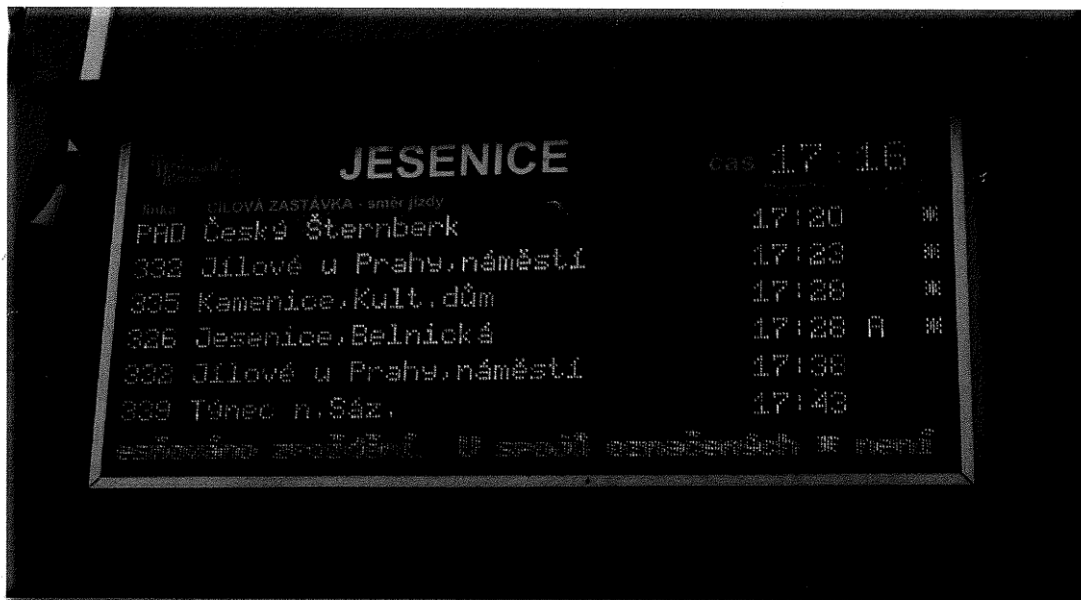 JESENICE čas 17:16
linka CÍLOVÁ ZASTÁVKA - směr jízdy
PAD Český Šternberk 17:20 *
332 Jílové u Prahy,náměstí 17:23 *
335 Kamenice,Kult.dům 17:28 *
326 Jesenice,Belnická 17:28 A *
332 Jílové u Prahy,náměstí 17:38
339 Týnec n.Sáz. 17:43
zpoždění. U spojů označených * není